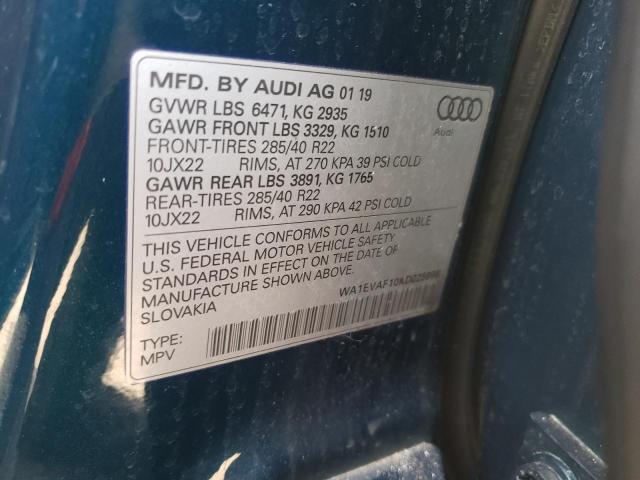 MFD. BY AUDI AG 01 19
GVWR LBS 6471, KG 2935
GAWR FRONT LBS 3329, KG 1510
FRONT-TIRES 285/40 R22
10JX22 RIMS, AT 270 KPA 39 PSI COLD
GAWR REAR LBS 3891, KG 1765
REAR-TIRES 285/40 R22
10JX22 RIMS, AT 290 KPA 42 PSI COLD
Audi
THIS VEHICLE CONFORMS TO ALL APPLICABLE
U.S. FEDERAL MOTOR VEHICLE SAFETY
STANDARDS IN EFFECT ON THE DATE OF
MANUFACTURE SHOWN ABOVE.
SLOVAKIA
TYPE:
MPV